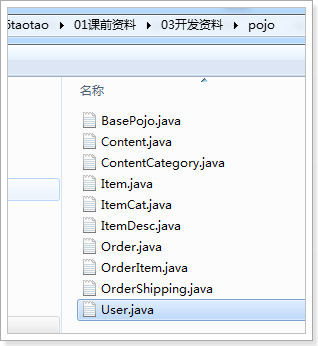 ōtaotao ▸ 01课前资料 ▸ 03开发资料 ▸ pojo
名称
BasePojo.java
Content.java
ContentCategory.java
Item.java
ItemCat.java
ItemDesc.java
Order.java
OrderItem.java
OrderShipping.java
User.java